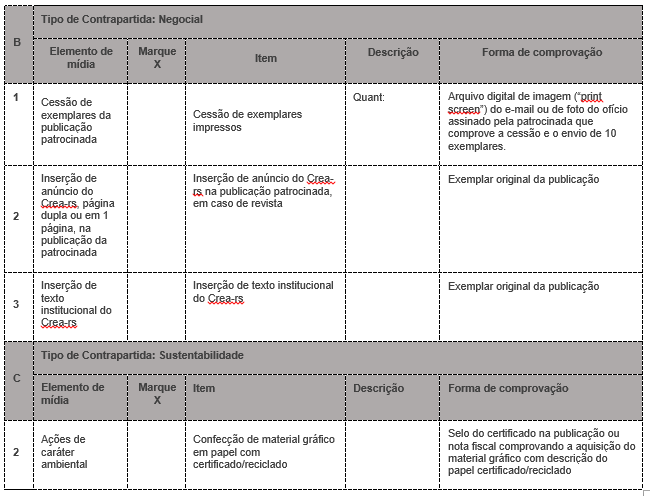 B
Tipo de Contrapartida: Negocial
Elemento de
mídia
Marque
X
Item
Descrição
Forma de comprovação
1
Cessão de
exemplares da
publicação
patrocinada
Cessão de exemplares
impressos
Quant:
Arquivo digital de imagem (“print
screen”) do e-mail ou de foto do ofício
assinado pela patrocinada que
comprove a cessão e o envio de 10
exemplares.
2
Inserção de
anúncio do
Crea-rs, página
dupla ou em 1
página, na
publicação da
patrocinada
Inserção de anúncio do Crea-
rs na publicação patrocinada,
em caso de revista
Exemplar original da publicação
3
Inserção de
texto
institucional do
Crea-rs
Inserção de texto institucional
do Crea-rs
Exemplar original da publicação
C
Tipo de Contrapartida: Sustentabilidade
Elemento de
mídia
Marque
X
Item
Descrição
Forma de comprovação
2
Ações de
caráter
ambiental
Confecção de material gráfico
em papel com
certificado/reciclado
Selo do certificado na publicação ou
nota fiscal comprovando a aquisição do
material gráfico com descrição do
papel certificado/reciclado